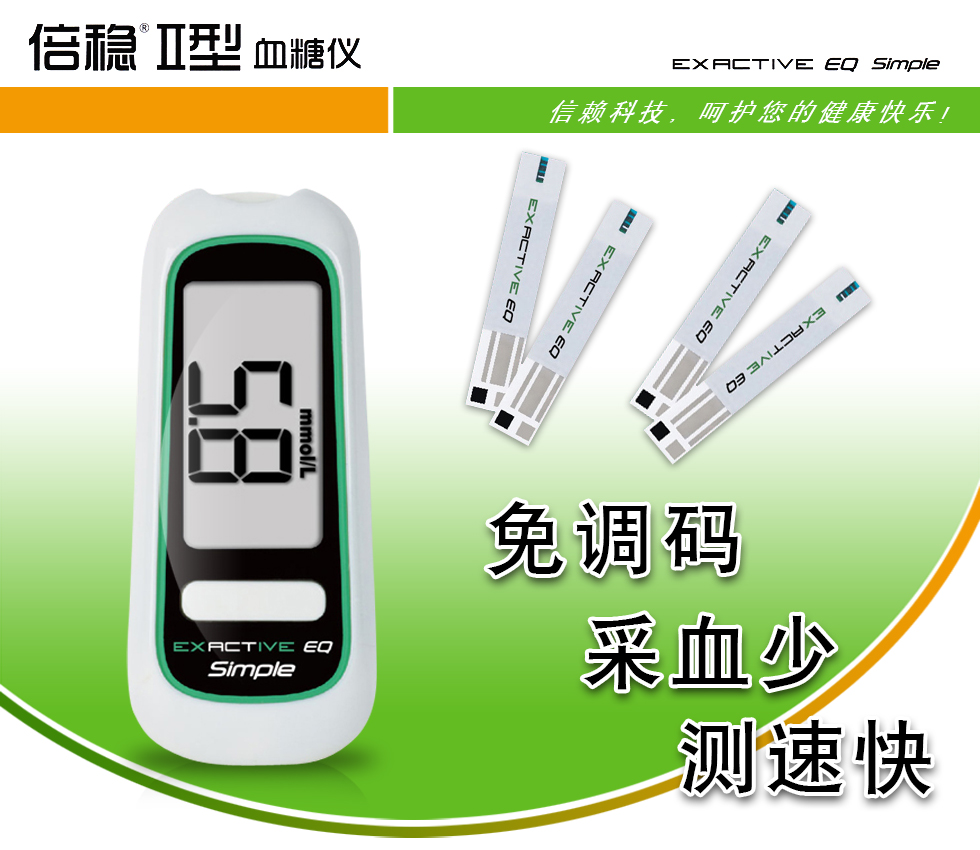 倍稳® Ⅱ型 血糖仪
EXACTIVE EQ Simple
信赖科技，呵护您的健康快乐！
EXACTIVE EQ
EXACTIVE EQ
EXACTIVE EQ
EXACTIVE EQ
8.5
mmol/L
EXACTIVE EQ
Simple
免调码
采血少
测速快